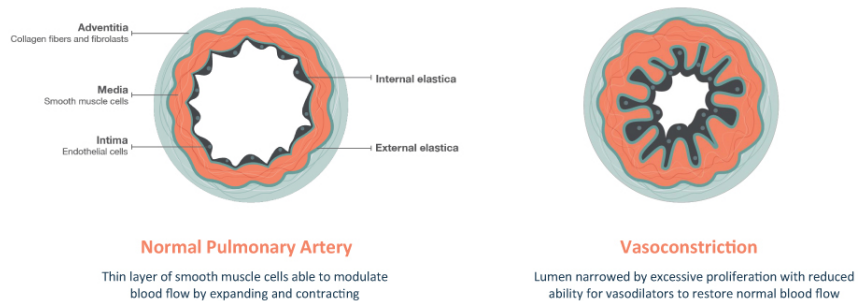 Adventitia
Collagen fibers and fibrolasts
Media
Smooth muscle cells
Intima
Endothelial cells
Internal elastica
External elastica
Normal Pulmonary Artery
Thin layer of smooth muscle cells able to modulate
blood flow by expanding and contracting
Vasoconstriction
Lumen narrowed by excessive proliferation with reduced
ability for vasodilators to restore normal blood flow